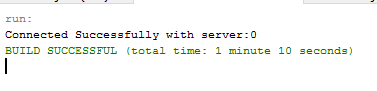 run:
Connected Successfully with server:0
BUILD SUCCESSFUL (total time: 1 minute 10 seconds)